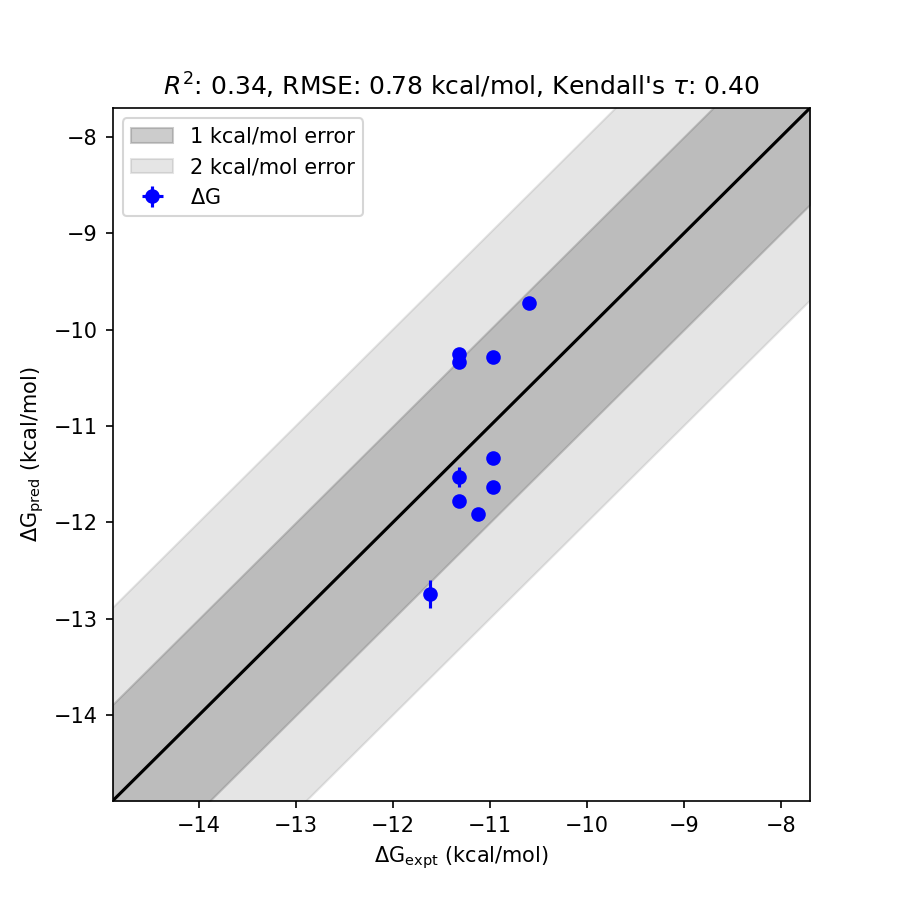 R²: 0.34, RMSE: 0.78 kcal/mol, Kendall's τ: 0.40
1 kcal/mol error
2 kcal/mol error
ΔG
−8
−9
−10
−11
−12
−13
−14
ΔGpred (kcal/mol)
−14 −13 −12 −11 −10 −9 −8
ΔGexpt (kcal/mol)